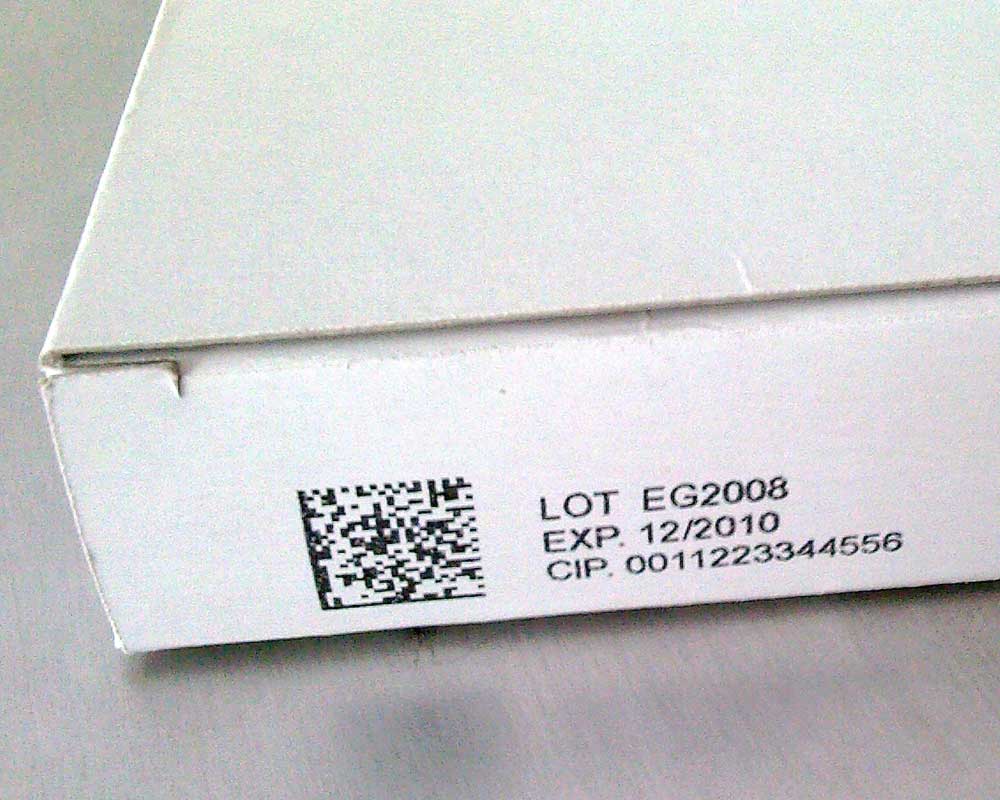 LOT EG2008
EXP. 12/2010
CIP. 0011223344556